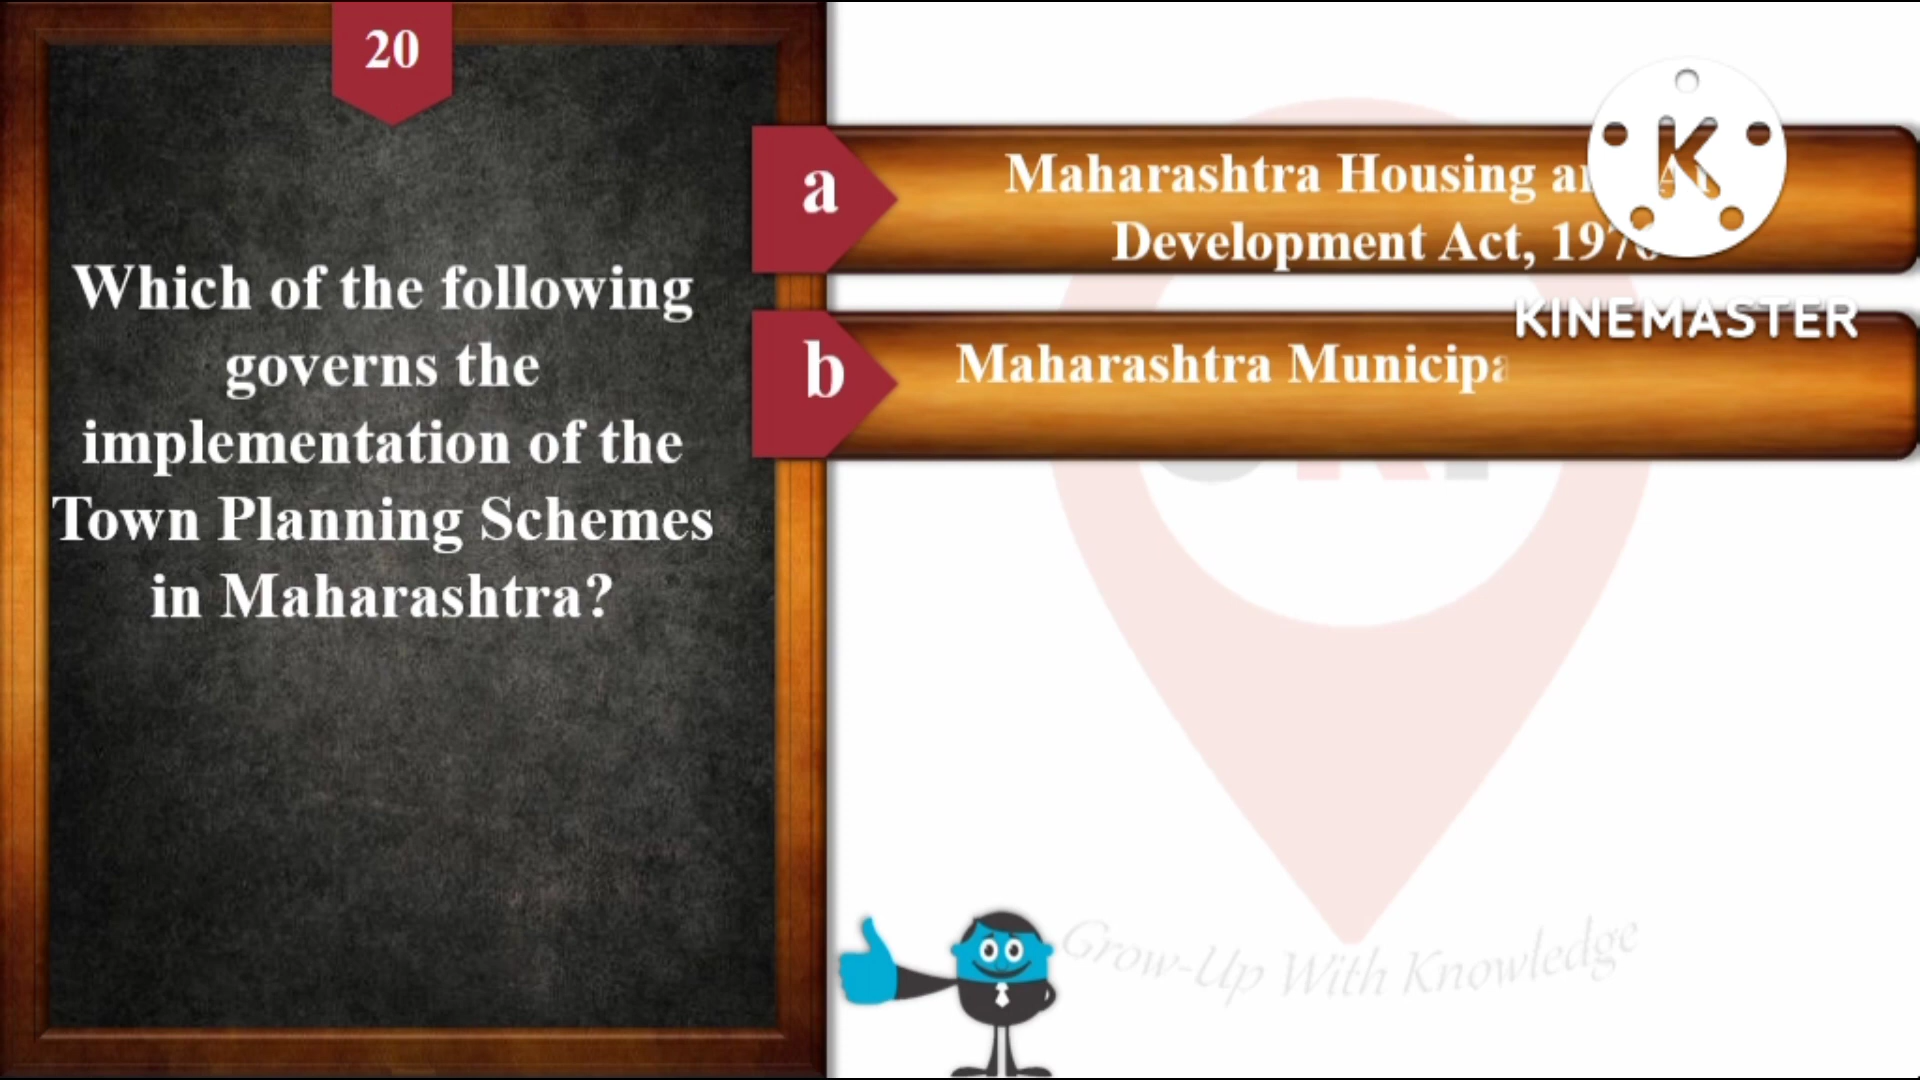 20
Which of the following
governs the
implementation of the
Town Planning Schemes
in Maharashtra?
a
Maharashtra Housing
Development Act,
b
Maharashtra Municipa
KINEMASTER
Grow-Up With Knowledge